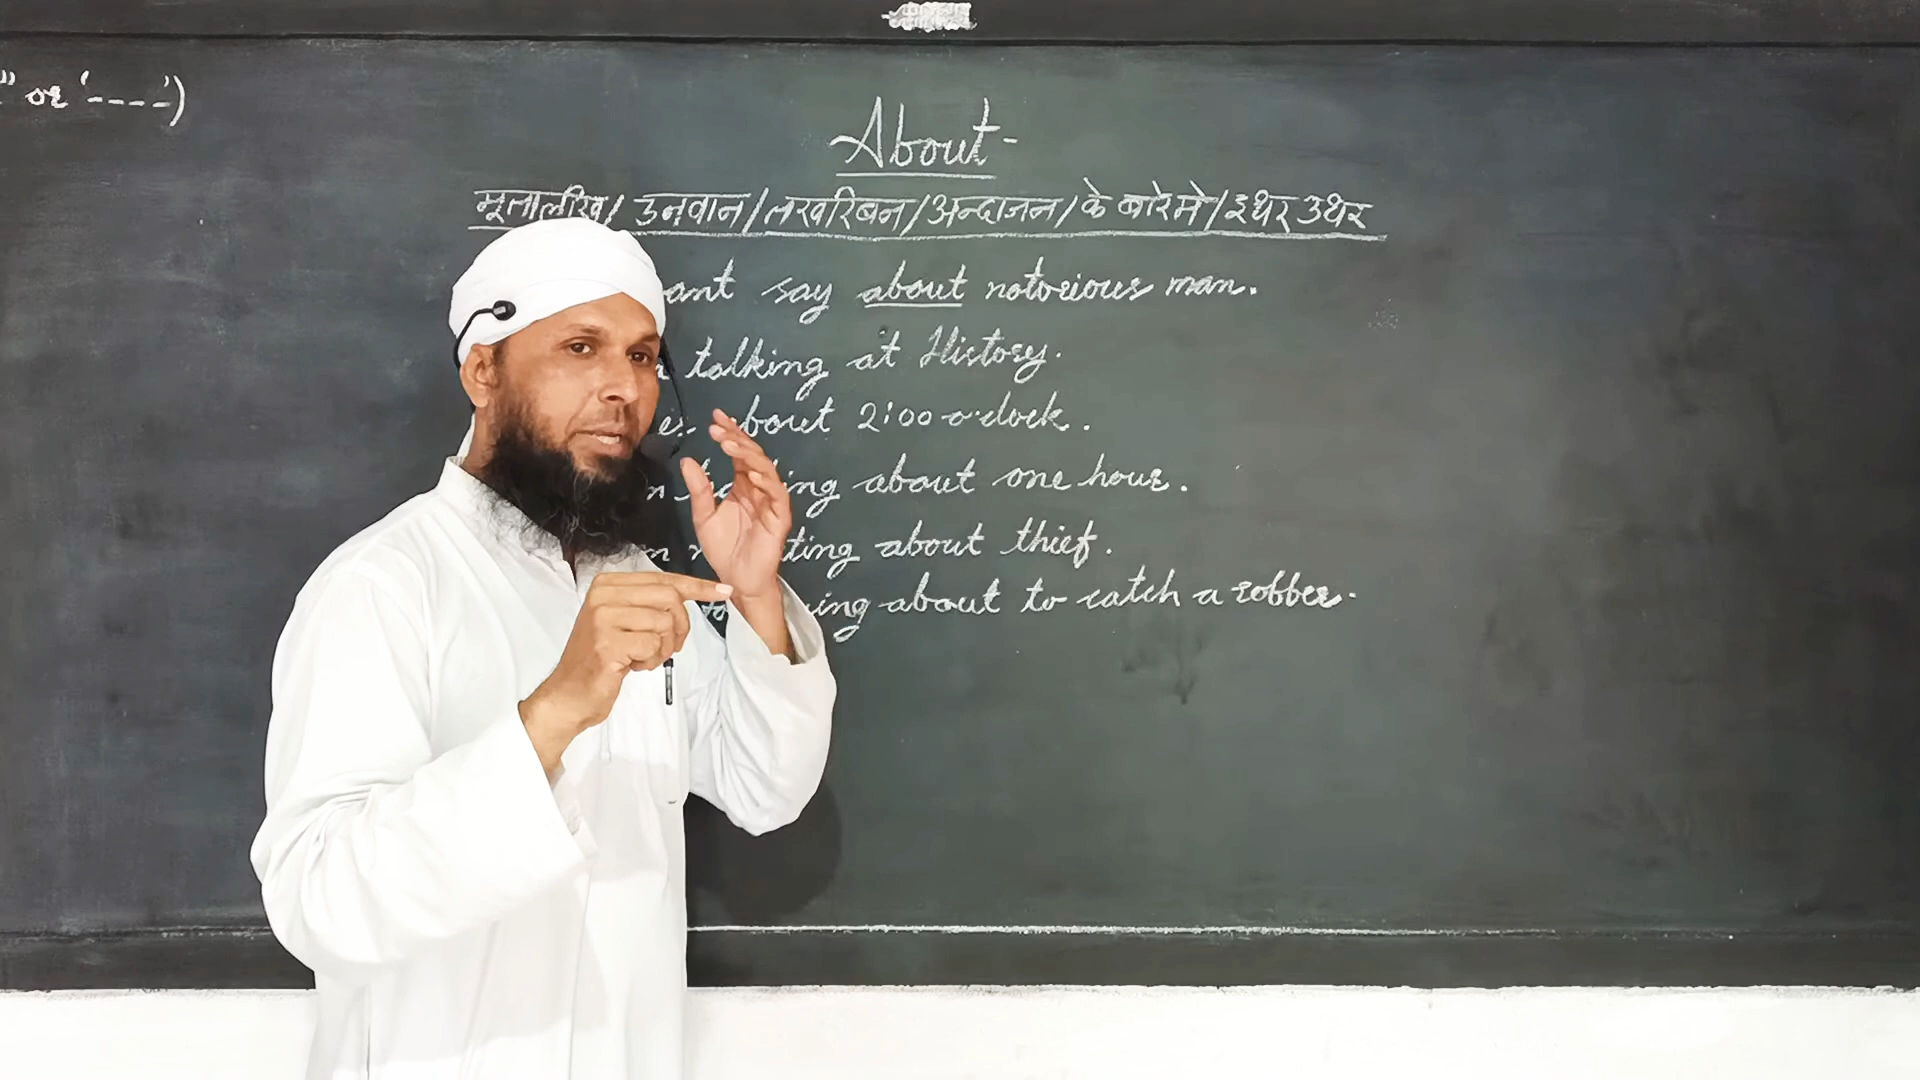 " or '----')
About-
मूतालीख/ उनवान/तखरिबन/अन्दाजन/के बारेमे/इधर उधर
say about notorious man.
talking at History.
about 2:00 o'clock.
about one hour.
about thief.
about to catch a robber.